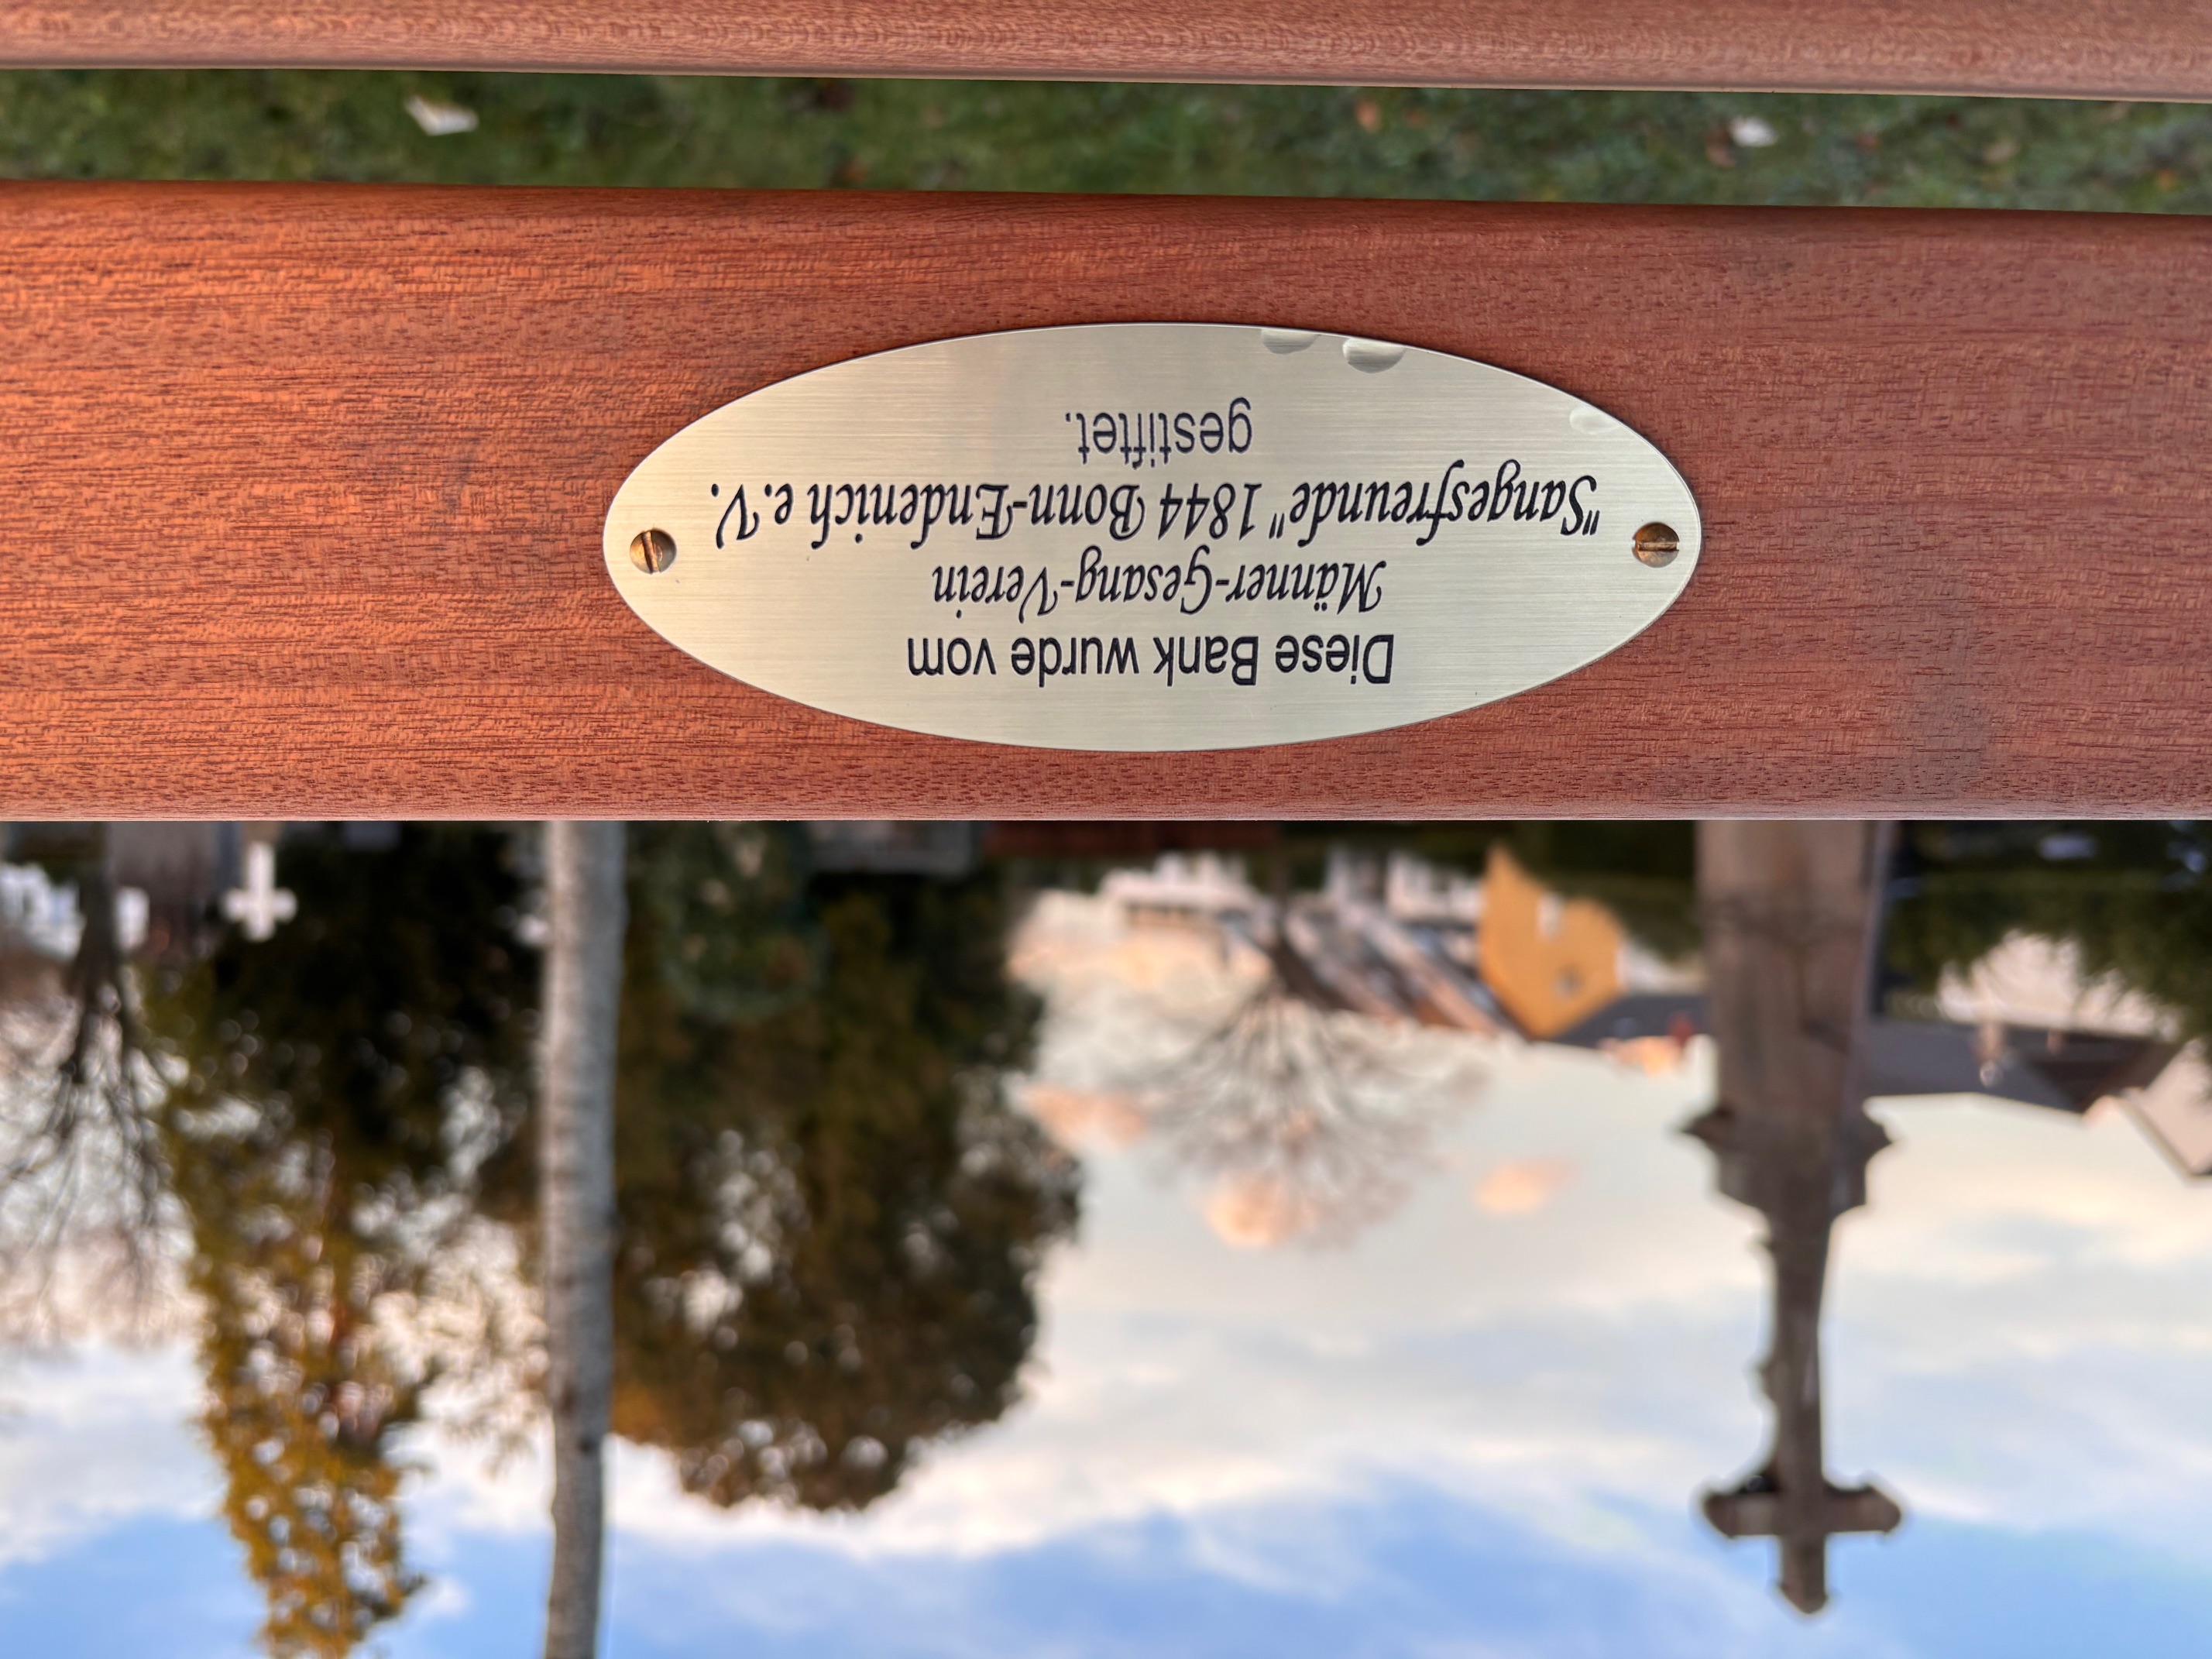 Diese Bank wurde vom
Männer-Gesang-Verein
"Sangesfreunde" 1844 Bonn-Endenich e.V.
gestiftet.